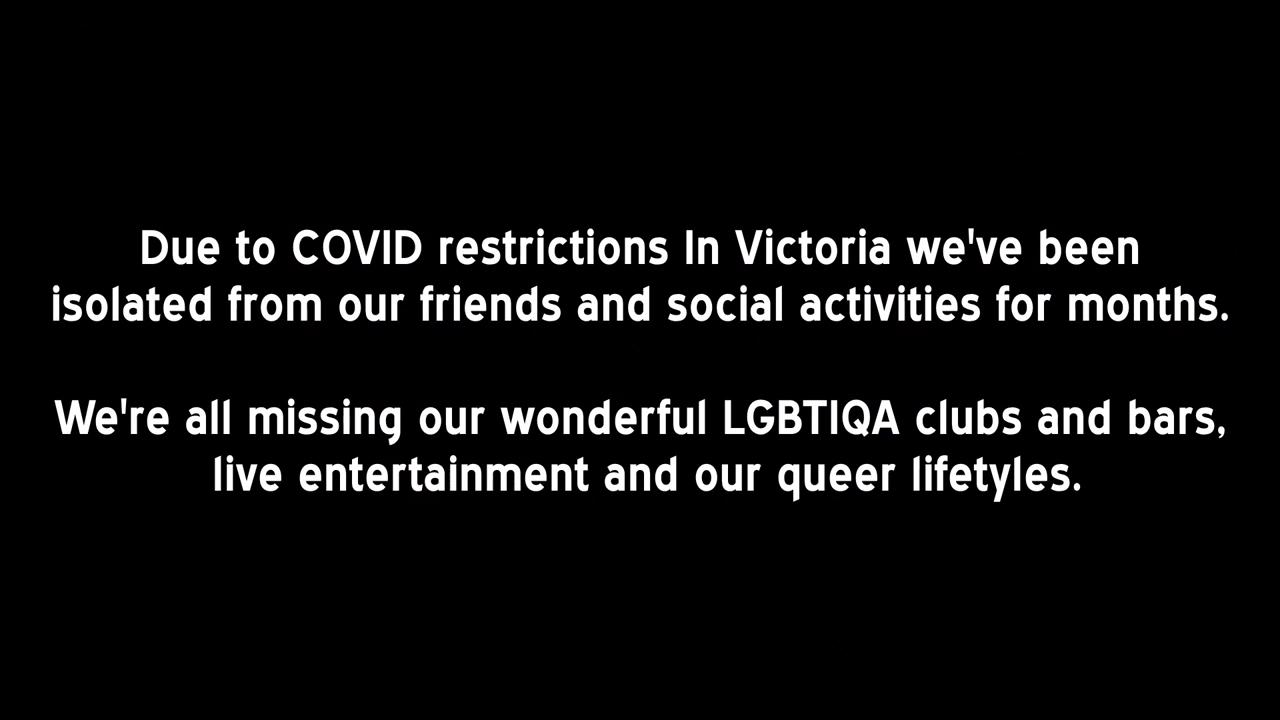 Due to COVID restrictions In Victoria we've been
isolated from our friends and social activities for months.
We're all missing our wonderful LGBTIQA clubs and bars,
live entertainment and our queer lifetyles.